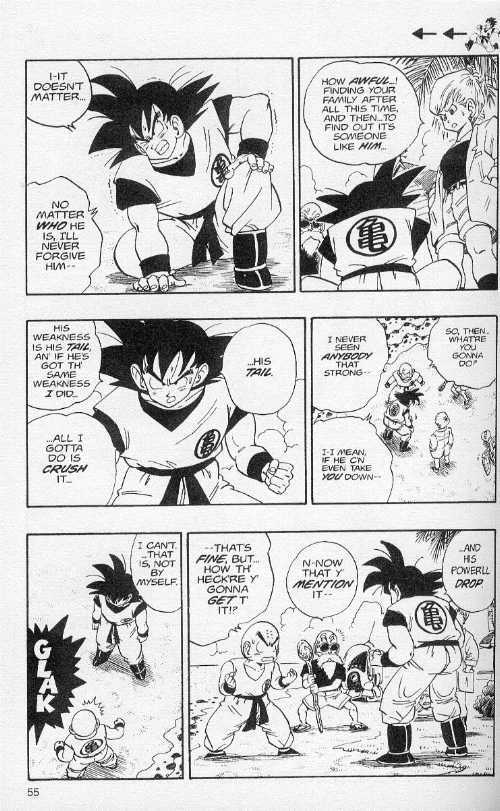 HOW AWFUL..!
FINDING YOUR
FAMILY AFTER
ALL THIS TIME,
AND THEN...TO
FIND OUT IT'S
SOMEONE
LIKE HIM...
亀
I-IT
DOESN'T
MATTER...
NO
MATTER
WHO HE
IS, I'LL
NEVER
FORGIVE
HIM--
SO, THEN..
WHAT'RE
YOU
GONNA
DO?
I NEVER
SEEN
ANYBODY
THAT
STRONG--
I-I MEAN,
IF HE C'N
EVEN TAKE
YOU DOWN--
...HIS
TAIL.
HIS
WEAKNESS
IS HIS TAIL,
AN' IF HE'S
GOT TH'
SAME
WEAKNESS
I DID...
...ALL I
GOTTA
DO IS
CRUSH
IT...
...AND
HIS
POWER'LL
DROP.
亀
N-NOW
THAT Y'
MENTION
IT--
--THAT'S
FINE, BUT...
HOW TH'
HECK'RE Y'
GONNA
GET T'
IT!?
I CAN'T.
...THAT
IS, NOT
BY
MYSELF.
GLAK
55